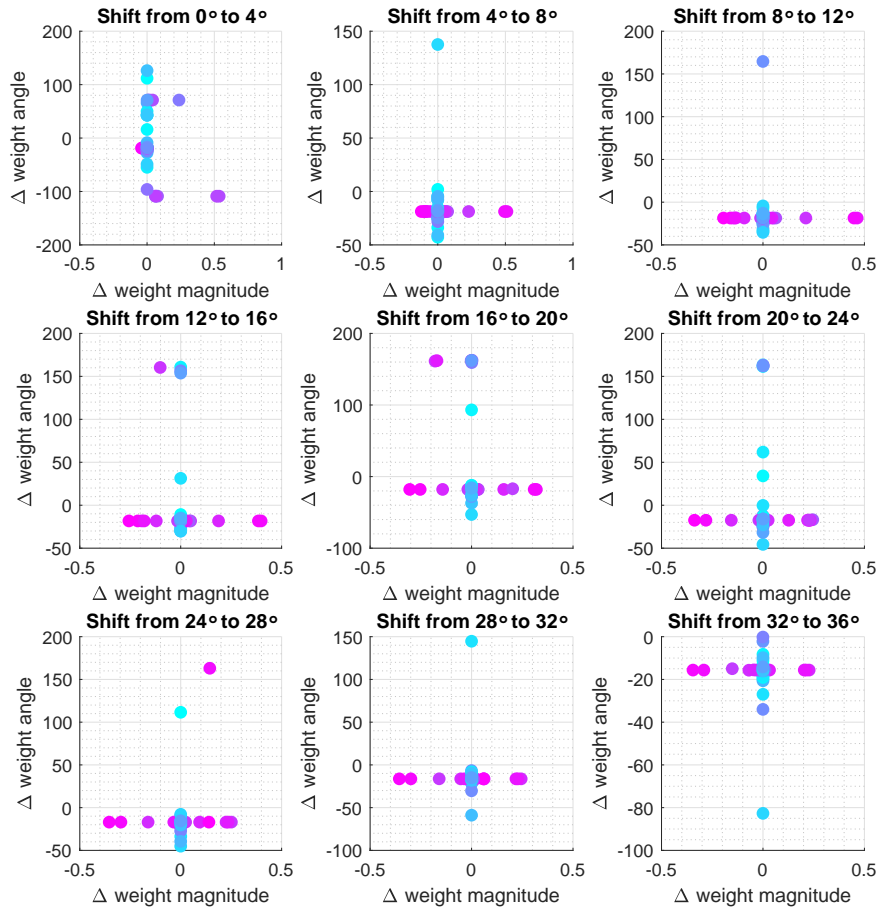 Shift from 0° to 4°
200
100
0
-100
-200
-0.5 0 0.5 1
Δ weight angle
Δ weight magnitude
Shift from 4° to 8°
150
100
50
0
-50
-0.5 0 0.5 1
Δ weight angle
Δ weight magnitude
Shift from 8° to 12°
200
150
100
50
0
-50
-0.5 0 0.5
Δ weight angle
Δ weight magnitude
Shift from 12° to 16°
200
150
100
50
0
-50
-0.5 0 0.5
Δ weight angle
Δ weight magnitude
Shift from 16° to 20°
200
100
0
-100
-0.5 0 0.5
Δ weight angle
Δ weight magnitude
Shift from 20° to 24°
200
150
100
50
0
-50
-0.5 0 0.5
Δ weight angle
Δ weight magnitude
Shift from 24° to 28°
200
150
100
50
0
-50
-0.5 0 0.5
Δ weight angle
Δ weight magnitude
Shift from 28° to 32°
150
100
50
0
-50
-100
-0.5 0 0.5
Δ weight angle
Δ weight magnitude
Shift from 32° to 36°
0
-20
-40
-60
-80
-100
-0.5 0 0.5
Δ weight angle
Δ weight magnitude